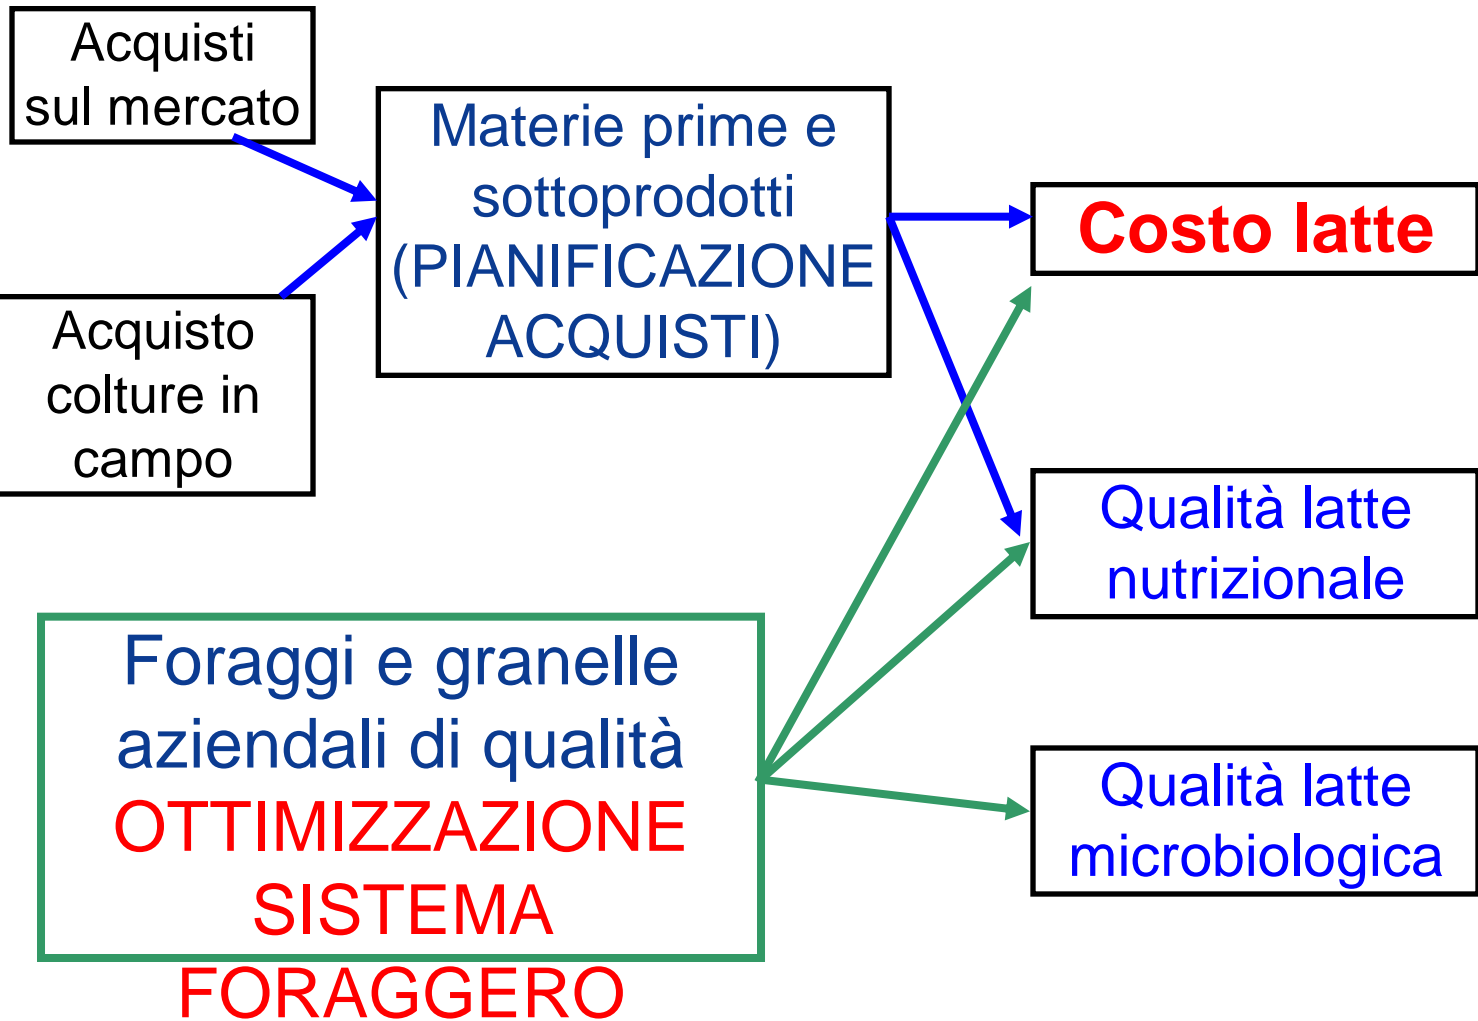 Acquisti
sul mercato
Materie prime e
sottoprodotti
(PIANIFICAZIONE
ACQUISTI)
Costo latte
Acquisto
colture in
campo
Qualità latte
nutrizionale
Foraggi e granelle
aziendali di qualità
OTTIMIZZAZIONE
SISTEMA
FORAGGERO
Qualità latte
microbiologica